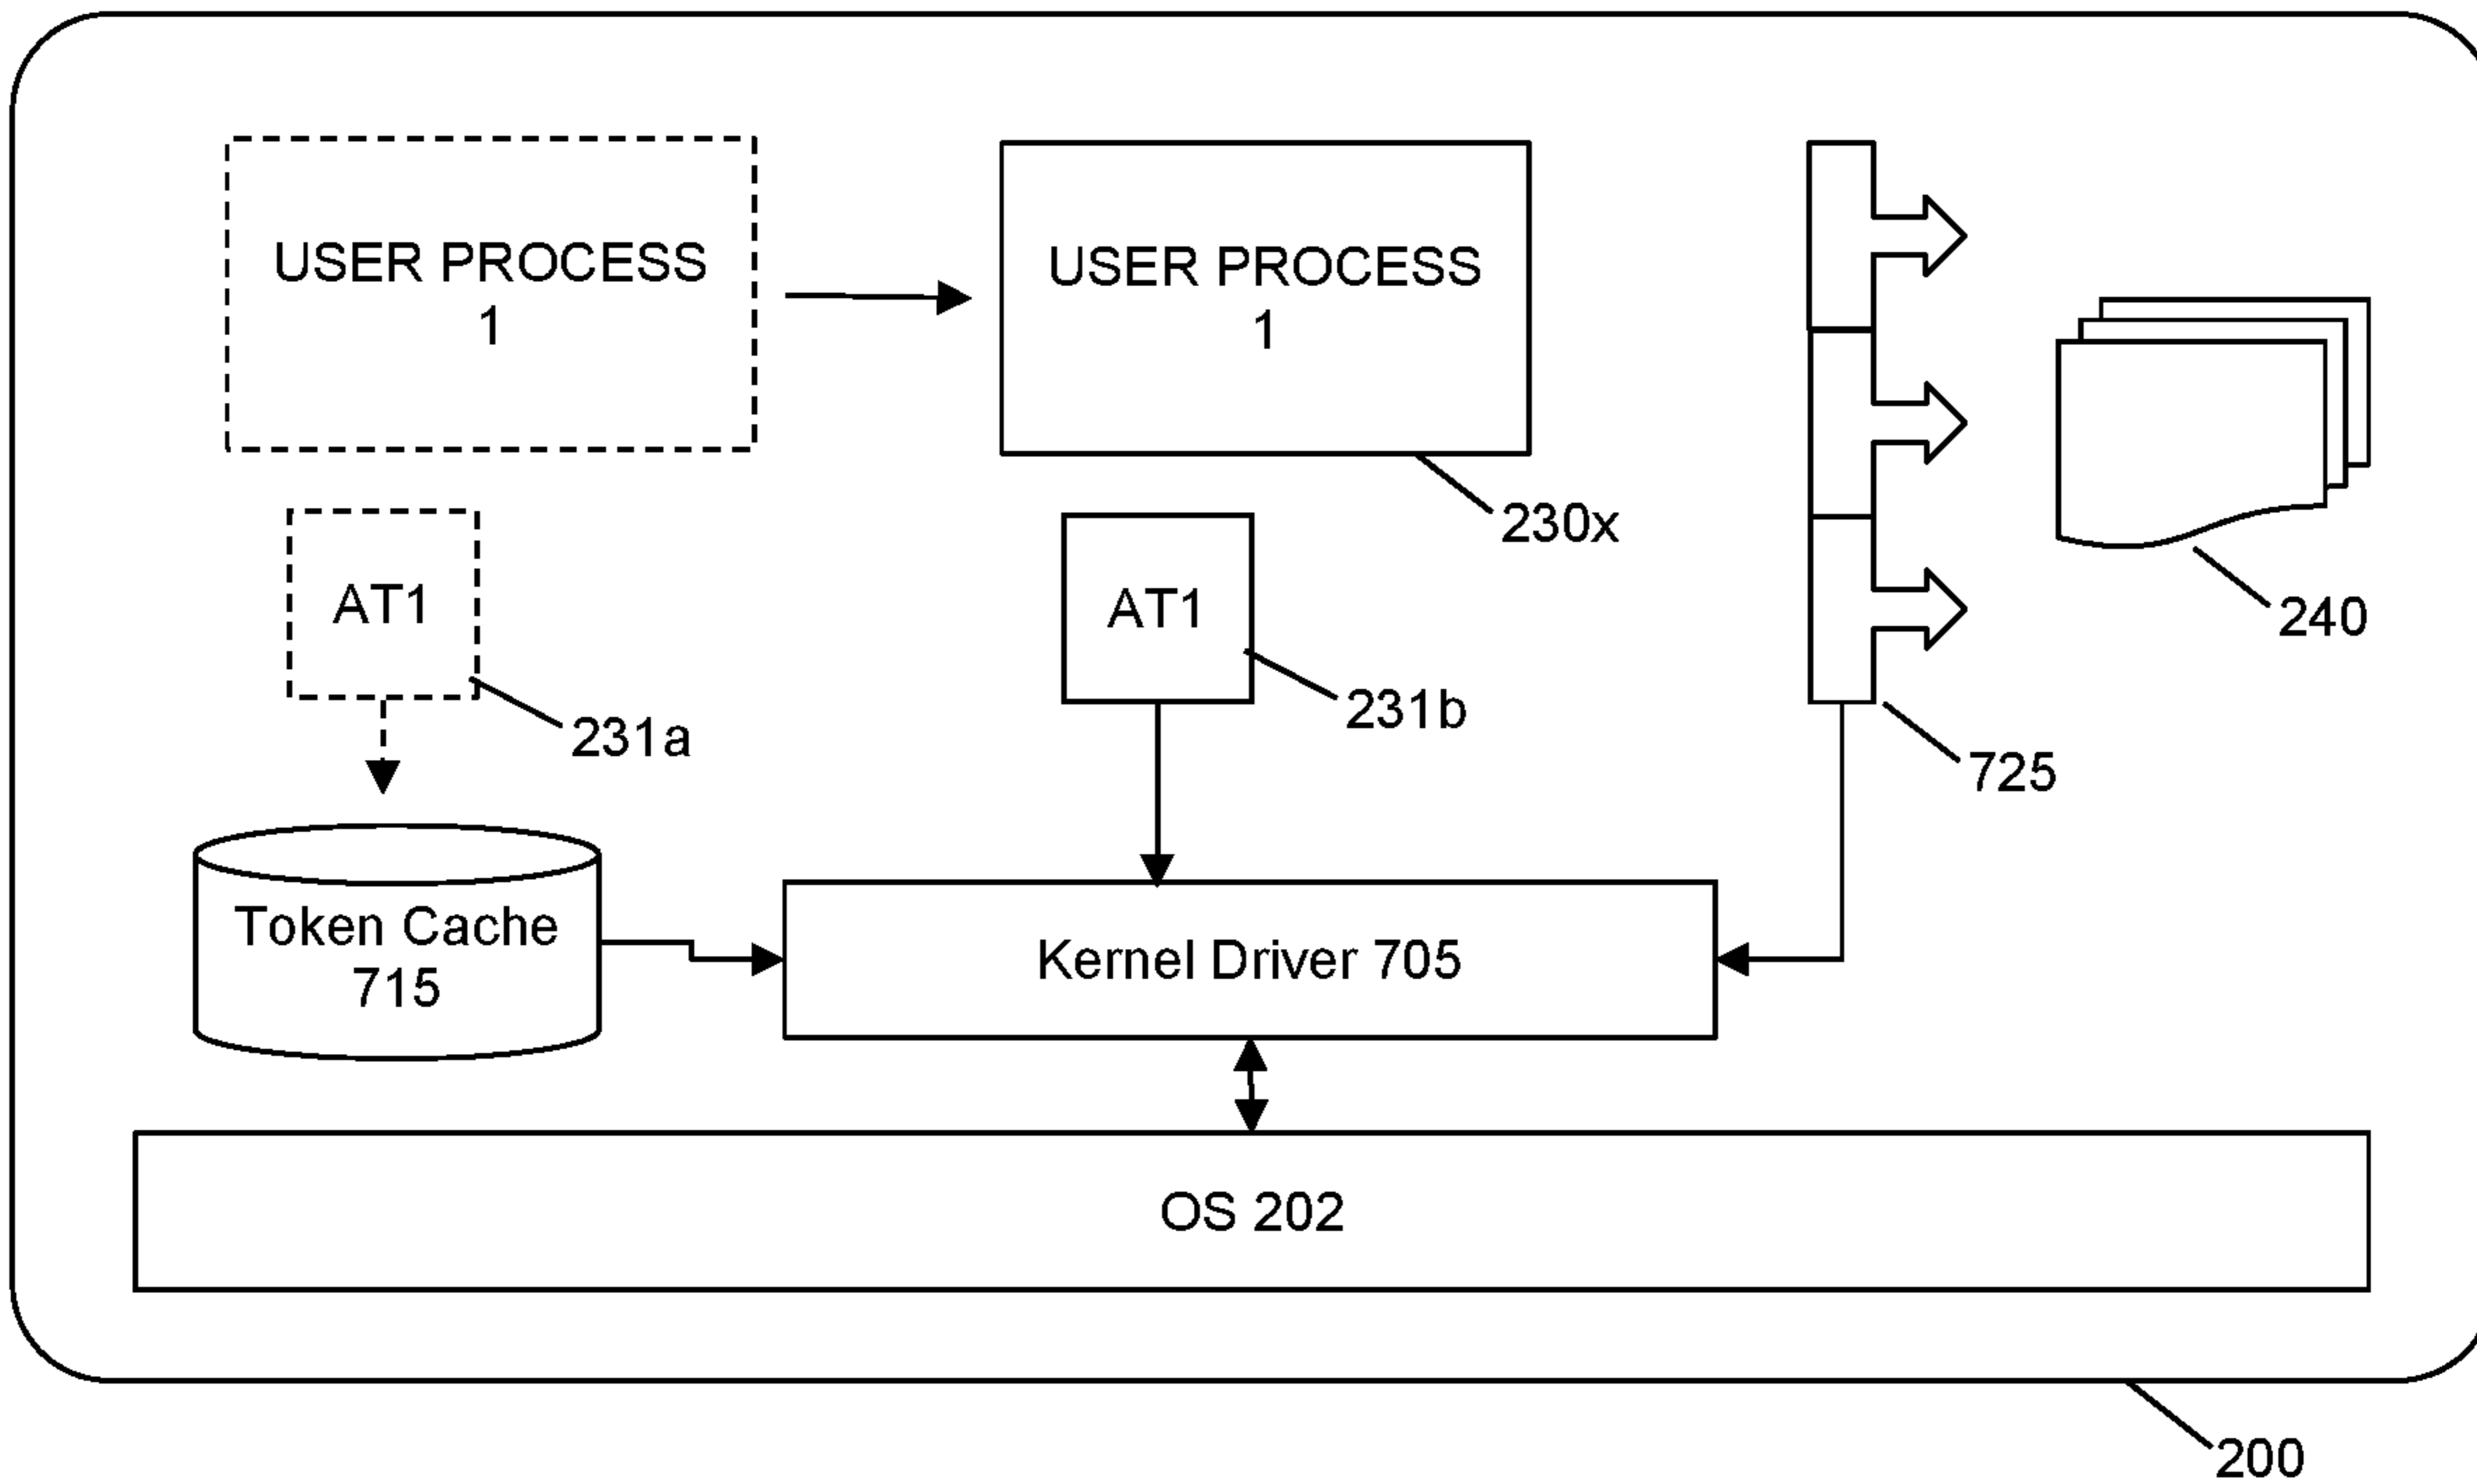 USER PROCESS
1
USER PROCESS
1
230x
240
AT1
231a
AT1
231b
725
Token Cache
715
Kernel Driver 705
OS 202
200